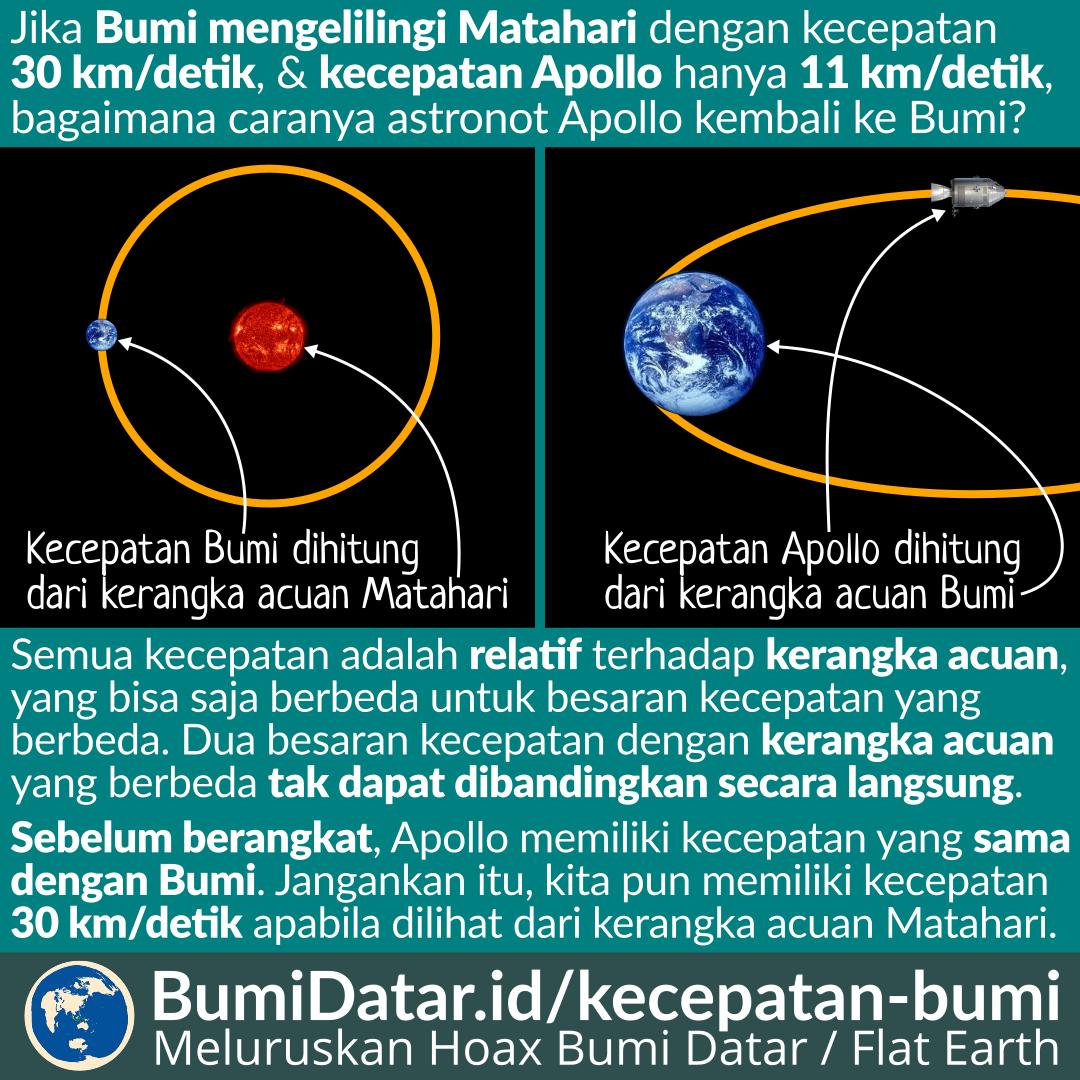 Jika Bumi mengelilingi Matahari dengan kecepatan
30 km/detik, & kecepatan Apollo hanya 11 km/detik,
bagaimana caranya astronot Apollo kembali ke Bumi?
Kecepatan Bumi dihitung
dari kerangka acuan Matahari
Kecepatan Apollo dihitung
dari kerangka acuan Bumi
Semua kecepatan adalah relatif terhadap kerangka acuan,
yang bisa saja berbeda untuk besaran kecepatan yang
berbeda. Dua besaran kecepatan dengan kerangka acuan
yang berbeda tak dapat dibandingkan secara langsung.
Sebelum berangkat, Apollo memiliki kecepatan yang sama
dengan Bumi. Jangankan itu, kita pun memiliki kecepatan
30 km/detik apabila dilihat dari kerangka acuan Matahari.
BumiDatar.id/kecepatan-bumi
Meluruskan Hoax Bumi Datar / Flat Earth